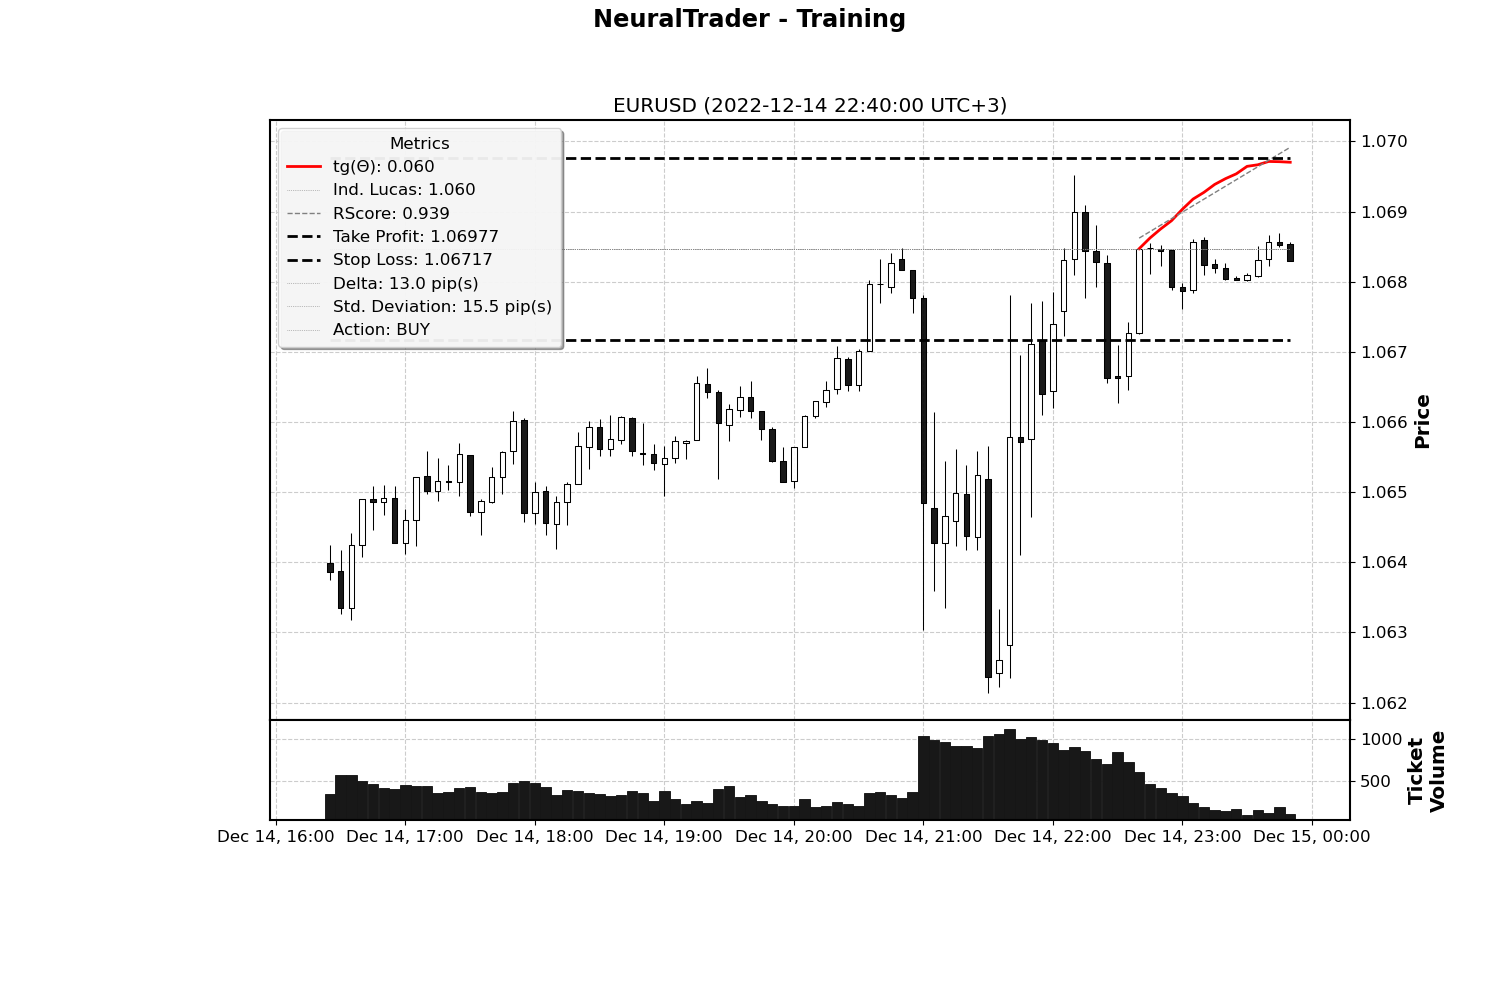 NeuralTrader - Training
EURUSD (2022-12-14 22:40:00 UTC+3)
Metrics
tg(Θ): 0.060
Ind. Lucas: 1.060
RScore: 0.939
Take Profit: 1.06977
Stop Loss: 1.06717
Delta: 13.0 pip(s)
Std. Deviation: 15.5 pip(s)
Action: BUY
1.070
1.069
1.068
1.067
1.066
1.065
1.064
1.063
1.062
Price
1000
500
Ticket
Volume
Dec 14, 16:00 Dec 14, 17:00 Dec 14, 18:00 Dec 14, 19:00 Dec 14, 20:00 Dec 14, 21:00 Dec 14, 22:00 Dec 14, 23:00 Dec 15, 00:00